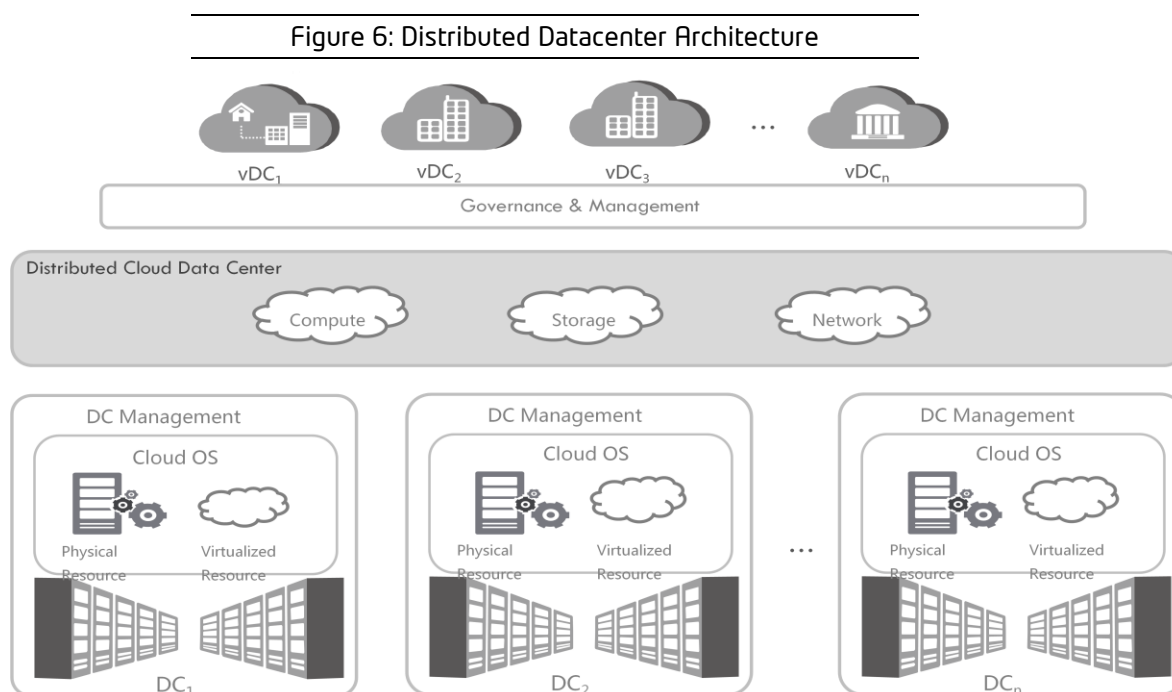 Figure 6: Distributed Datacenter Architecture
...
vDC₁ vDC₂ vDC₃ vDCₙ
Governance & Management
Distributed Cloud Data Center
Compute Storage Network
DC Management DC Management DC Management
Cloud OS Cloud OS Cloud OS
...
Physical Virtualized Physical Virtualized Physical Virtualized
Resource Resource Resource Resource Resource Resource
DC₁ DC₂ DCₙ